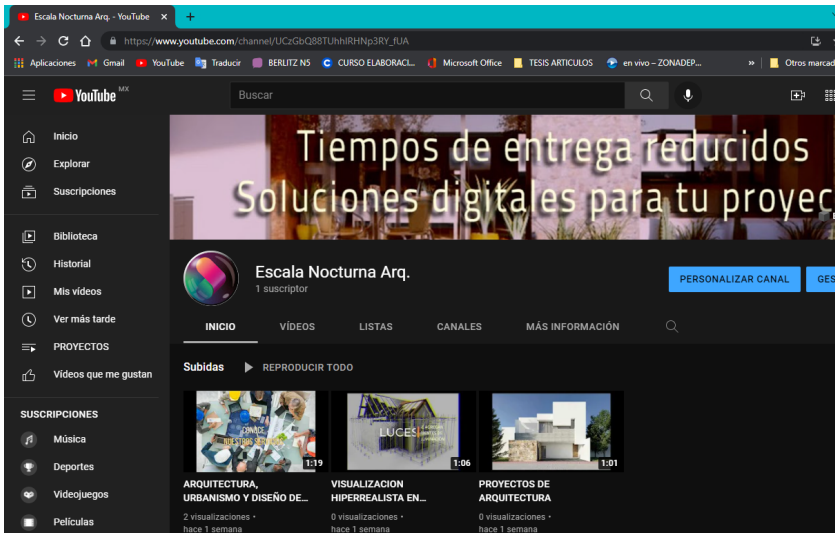 Escala Nocturna Arq. - YouTube
https://www.youtube.com/channel/UCzGbQ88TUhhIRHNp3RY_fUA
Aplicaciones Gmail YouTube Traducir BERLITZ N5 CURSO ELABORACI... Microsoft Office TESIS ARTICULOS en vivo – ZONADEP... » Otros marcad
YouTube MX
Buscar
Tiempos de entrega reducidos
Soluciones digitales para tu proyec
Inicio
Explorar
Suscripciones
Biblioteca
Historial
Mis vídeos
Ver más tarde
PROYECTOS
Vídeos que me gustan
SUSCRIPCIONES
Música
Deportes
Videojuegos
Películas
Escala Nocturna Arq.
1 suscriptor
PERSONALIZAR CANAL
GES
INICIO VÍDEOS LISTAS CANALES MÁS INFORMACIÓN
Subidas REPRODUCIR TODO
CONOCE
NUESTROS
1:19
ARQUITECTURA,
URBANISMO Y DISEÑO DE...
2 visualizaciones •
hace 1 semana
LUCES
1:06
VISUALIZACION
HIPERREALISTA EN...
0 visualizaciones •
hace 1 semana
1:01
PROYECTOS DE
ARQUITECTURA
0 visualizaciones •
hace 1 semana